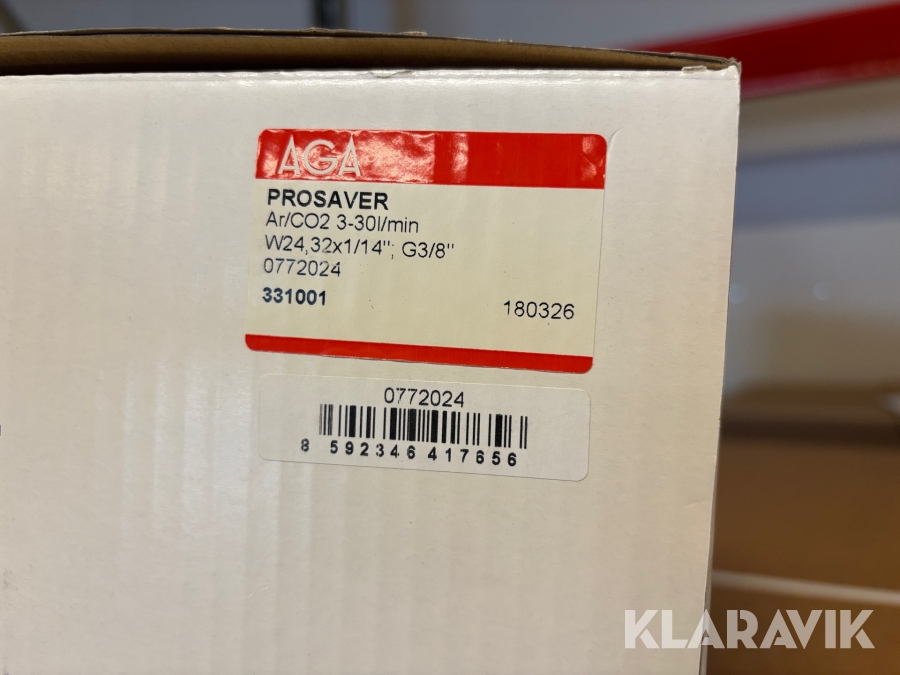 AGA
PROSAVER
Ar/CO2 3-30l/min
W24,32x1/14"; G3/8"
0772024
331001
180326
0772024
8 592346 417656
KLARAVIK